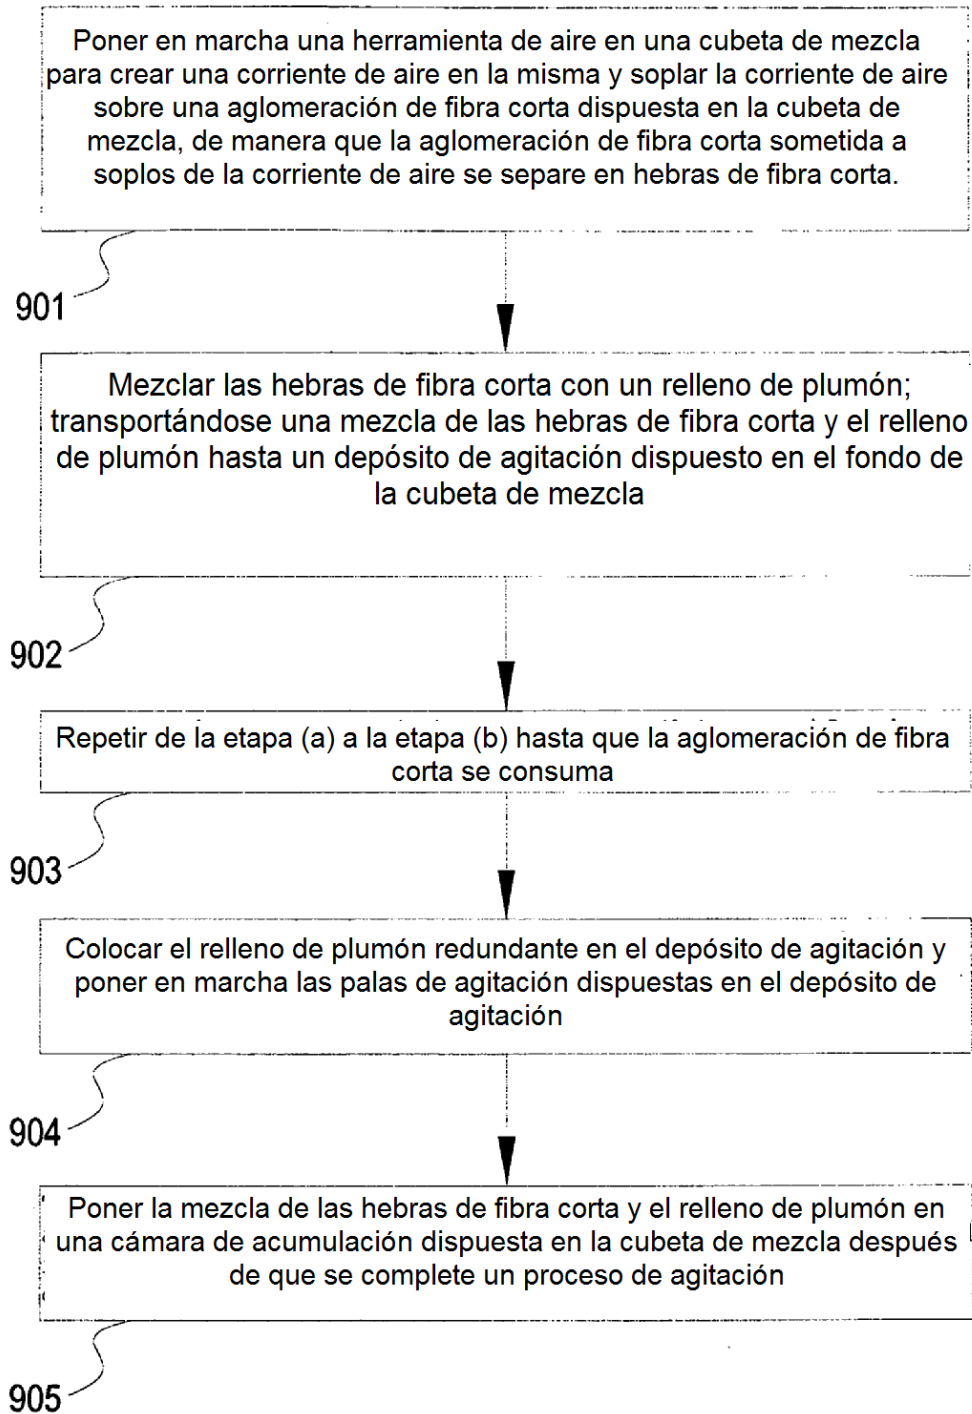 Poner en marcha una herramienta de aire en una cubeta de mezcla
para crear una corriente de aire en la misma y soplar la corriente de aire
sobre una aglomeración de fibra corta dispuesta en la cubeta de
mezcla, de manera que la aglomeración de fibra corta sometida a
soplos de la corriente de aire se separe en hebras de fibra corta.
901
Mezclar las hebras de fibra corta con un relleno de plumón;
transportándose una mezcla de las hebras de fibra corta y el relleno
de plumón hasta un depósito de agitación dispuesto en el fondo de
la cubeta de mezcla
902
Repetir de la etapa (a) a la etapa (b) hasta que la aglomeración de fibra
corta se consuma
903
Colocar el relleno de plumón redundante en el depósito de agitación y
poner en marcha las palas de agitación dispuestas en el depósito de
agitación
904
Poner la mezcla de las hebras de fibra corta y el relleno de plumón en
una cámara de acumulación dispuesta en la cubeta de mezcla después
de que se complete un proceso de agitación
905